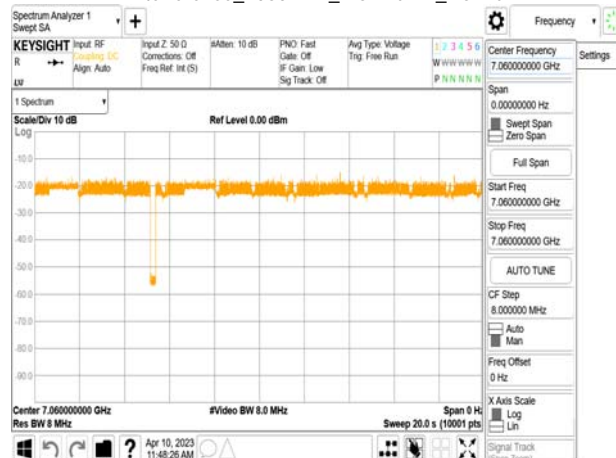 Spectrum Analyzer 1
Swept SA
Frequency
KEYSIGHT
R
Input: RF
Coupling: DC
Align: Auto
Input Z: 50 Ω
Corrections: Off
Freq Ref: Int (S)
#Atten: 10 dB
PNO: Fast
Gate: Off
IF Gain: Low
Sig Track: Off
Avg Type: Voltage
Trig: Free Run
1 2 3 4 5 6
W W W W W W
P N N N N N
1 Spectrum
Scale/Div 10 dB
Ref Level 0.00 dBm
Log
-10.0
-20.0
-30.0
-40.0
-50.0
-60.0
-70.0
-80.0
-90.0
Center 7.060000000 GHz
#Video BW 8.0 MHz
Span 0 Hz
Res BW 8 MHz
Sweep 20.0 s (10001 pts
Apr 10, 2023
11:48:26 AM
Center Frequency
7.060000000 GHz
Settings
Span
0.00000000 Hz
Swept Span
Zero Span
Full Span
Start Freq
7.060000000 GHz
Stop Freq
7.060000000 GHz
AUTO TUNE
CF Step
8.000000 MHz
Auto
Man
Freq Offset
0 Hz
X Axis Scale
Log
Lin
Signal Track